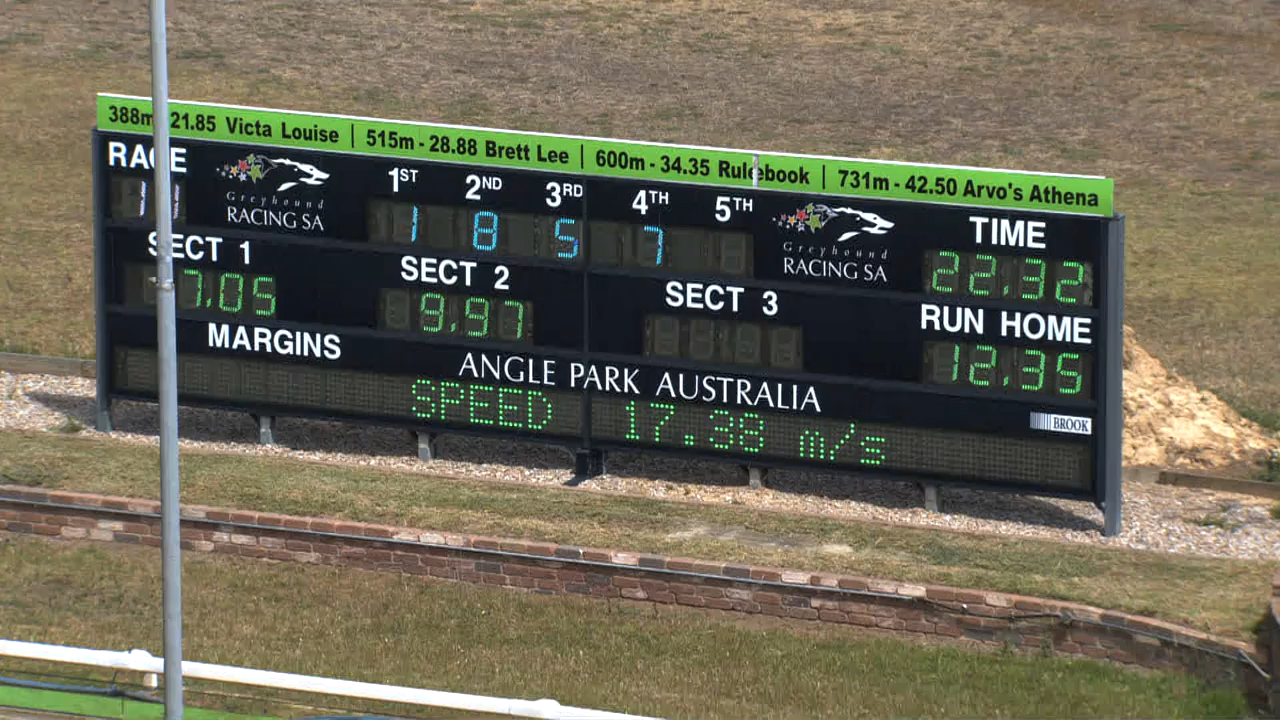 388m - 21.85 Victa Louise | 515m - 28.88 Brett Lee | 600m - 34.35 Rulebook | 731m - 42.50 Arvo's Athena
RACE
Greyhound
RACING SA
1ST 2ND 3RD 4TH 5TH
1 8 5 7
Greyhound
RACING SA
TIME
22.32
SECT 1
7.05
SECT 2
9.97
SECT 3
RUN HOME
12.35
MARGINS
ANGLE PARK AUSTRALIA
BROOK
SPEED 17.38 m/s